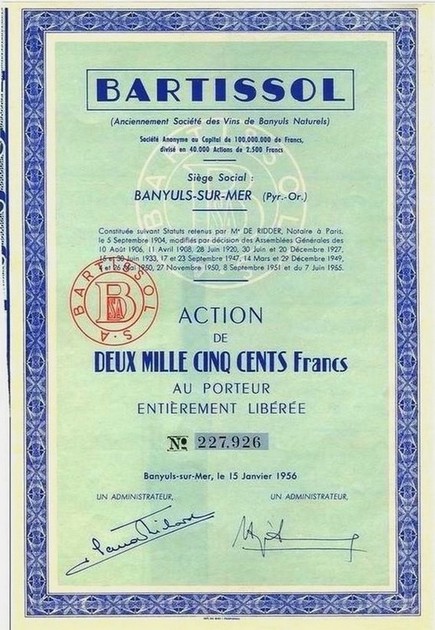 BARTISSOL
(Anciennement Société des Vins de Banyuls Naturels)
Société Anonyme au Capital de 100.000.000 de Francs,
divisé en 40.000 Actions de 2.500 Francs
Siège Social :
BANYULS-SUR-MER (Pyr.-Or.)
Constituée suivant Statuts retenus par Me DE RIDDER, Notaire à Paris,
le 5 Septembre 1904, modifiés par décision des Assemblées Générales des
10 Août 1906, 11 Avril 1908, 28 Juin 1920, 30 Juin et 20 Décembre 1927,
et 30 Juin 1933, 17 et 23 Septembre 1947, 14 Mars et 29 Décembre 1949,
et 26 Mai 1950, 27 Novembre 1950, 8 Septembre 1951 et du 7 Juin 1955.
BARTISSOL S.A
B
SA
ACTION
DE
DEUX MILLE CINQ CENTS Francs
AU PORTEUR
ENTIÈREMENT LIBÉRÉE
No 227.926
Banyuls-sur-Mer, le 15 Janvier 1956
UN ADMINISTRATEUR, UN ADMINISTRATEUR,